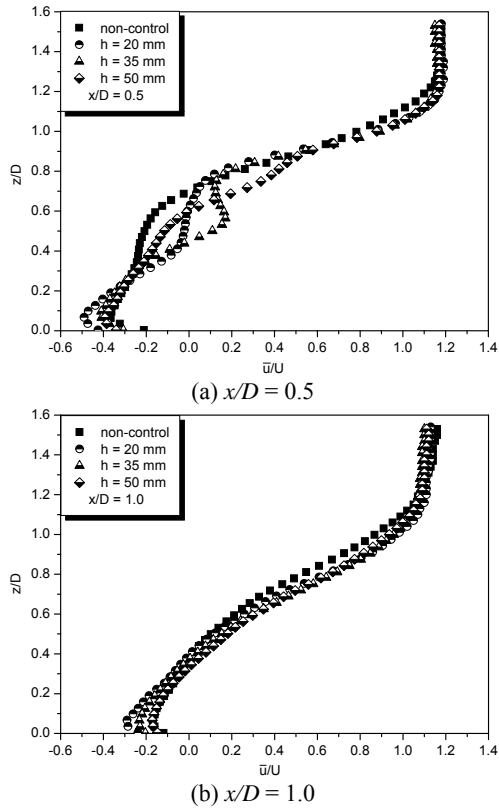 1.6
1.4
1.2
1.0
0.8
0.6
0.4
0.2
0.0
z/D
non-control
h = 20 mm
h = 35 mm
h = 50 mm
x/D = 0.5
-0.6 -0.4 -0.2 0.0 0.2 0.4 0.6 0.8 1.0 1.2 1.4
u̅/U
(a) x/D = 0.5
1.6
1.4
1.2
1.0
0.8
0.6
0.4
0.2
0.0
z/D
non-control
h = 20 mm
h = 35 mm
h = 50 mm
x/D = 1.0
-0.6 -0.4 -0.2 0.0 0.2 0.4 0.6 0.8 1.0 1.2 1.4
u̅/U
(b) x/D = 1.0